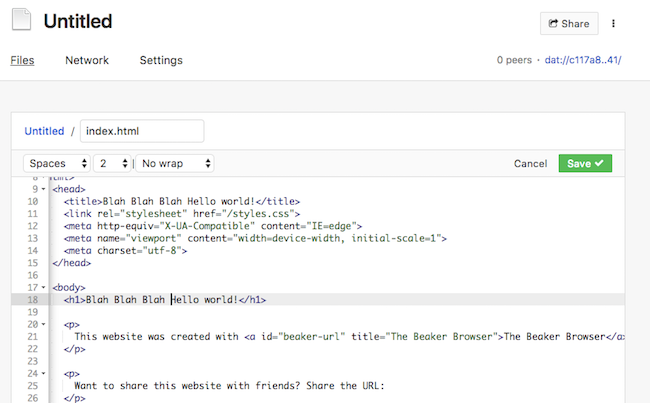 Untitled
Share
Files Network Settings 0 peers · dat://c117a8..41/
Untitled / index.html
Spaces 2 No wrap Cancel Save
8
9 <head>
10 <title>Blah Blah Blah Hello world!</title>
11 <link rel="stylesheet" href="/styles.css">
12 <meta http-equiv="X-UA-Compatible" content="IE=edge">
13 <meta name="viewport" content="width=device-width, initial-scale=1">
14 <meta charset="utf-8">
15 </head>
16
17 <body>
18 <h1>Blah Blah Blah Hello world!</h1>
19
20 <p>
21 This website was created with <a id="beaker-url" title="The Beaker Browser">The Beaker Browser</a>
22 </p>
23
24 <p>
25 Want to share this website with friends? Share the URL:
26 </p>